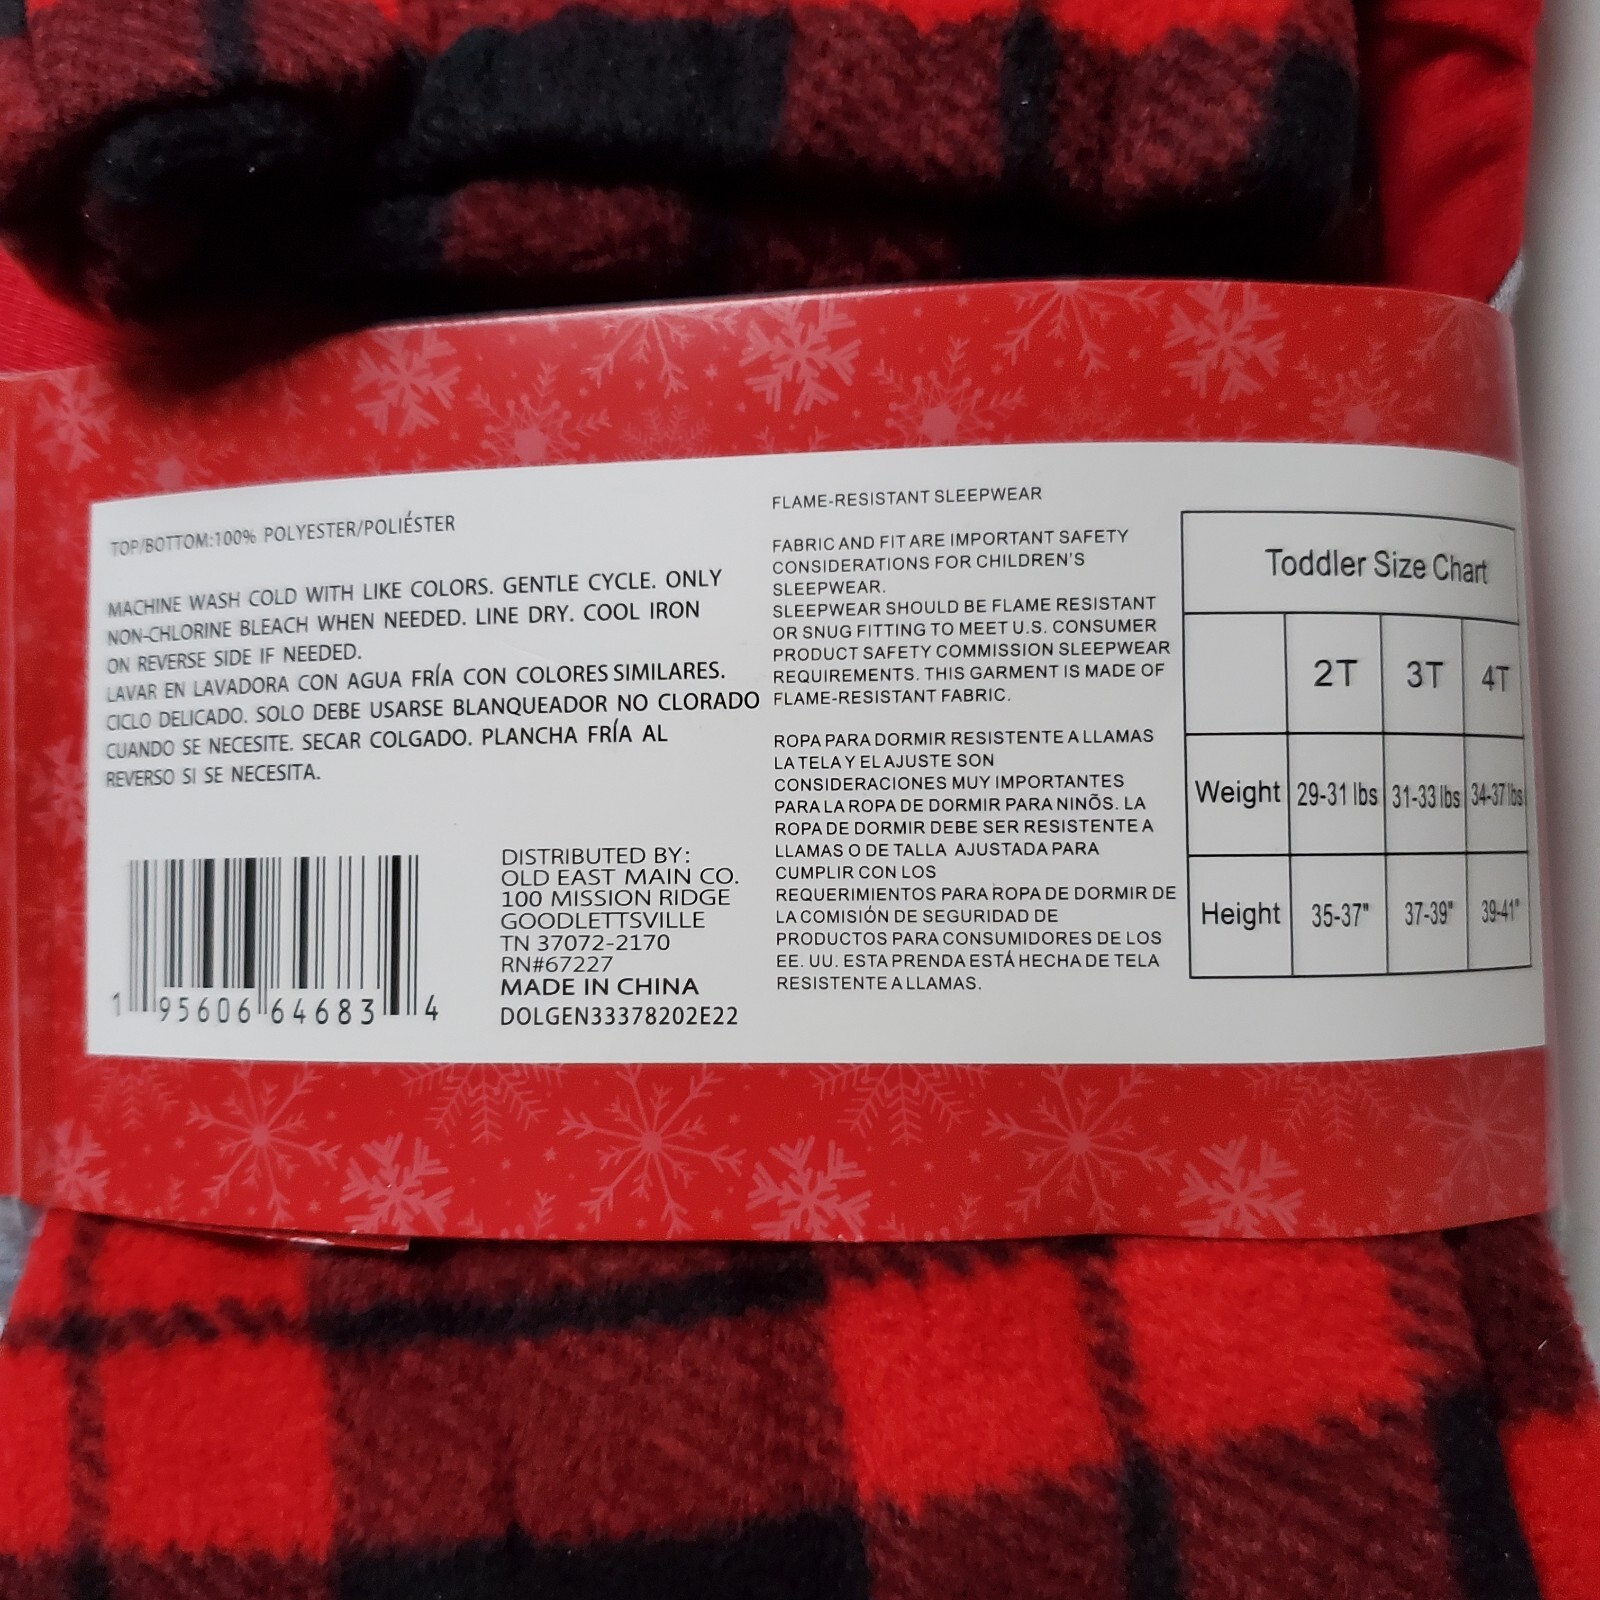 TOP/BOTTOM:100% POLYESTER/POLIÉSTER
MACHINE WASH COLD WITH LIKE COLORS. GENTLE CYCLE. ONLY
NON-CHLORINE BLEACH WHEN NEEDED. LINE DRY. COOL IRON
ON REVERSE SIDE IF NEEDED.
LAVAR EN LAVADORA CON AGUA FRÍA CON COLORES SIMILARES.
CICLO DELICADO. SOLO DEBE USARSE BLANQUEADOR NO CLORADO
CUANDO SE NECESITE. SECAR COLGADO. PLANCHA FRÍA AL
REVERSO SI SE NECESITA.
1 95606 64683 4
DISTRIBUTED BY:
OLD EAST MAIN CO.
100 MISSION RIDGE
GOODLETTSVILLE
TN 37072-2170
RN#67227
MADE IN CHINA
DOLGEN33378202E22
FLAME-RESISTANT SLEEPWEAR
FABRIC AND FIT ARE IMPORTANT SAFETY
CONSIDERATIONS FOR CHILDREN'S
SLEEPWEAR.
SLEEPWEAR SHOULD BE FLAME RESISTANT
OR SNUG FITTING TO MEET U.S. CONSUMER
PRODUCT SAFETY COMMISSION SLEEPWEAR
REQUIREMENTS. THIS GARMENT IS MADE OF
FLAME-RESISTANT FABRIC.
ROPA PARA DORMIR RESISTENTE A LLAMAS
LA TELA Y EL AJUSTE SON
CONSIDERACIONES MUY IMPORTANTES
PARA LA ROPA DE DORMIR PARA NINÕS. LA
ROPA DE DORMIR DEBE SER RESISTENTE A
LLAMAS O DE TALLA AJUSTADA PARA
CUMPLIR CON LOS
REQUERIMIENTOS PARA ROPA DE DORMIR DE
LA COMISIÓN DE SEGURIDAD DE
PRODUCTOS PARA CONSUMIDORES DE LOS
EE. UU. ESTA PRENDA ESTÁ HECHA DE TELA
RESISTENTE A LLAMAS.
Toddler Size Chart
2T 3T 4T
Weight 29-31 lbs 31-33 lbs 34-37 lbs
Height 35-37" 37-39" 39-41"